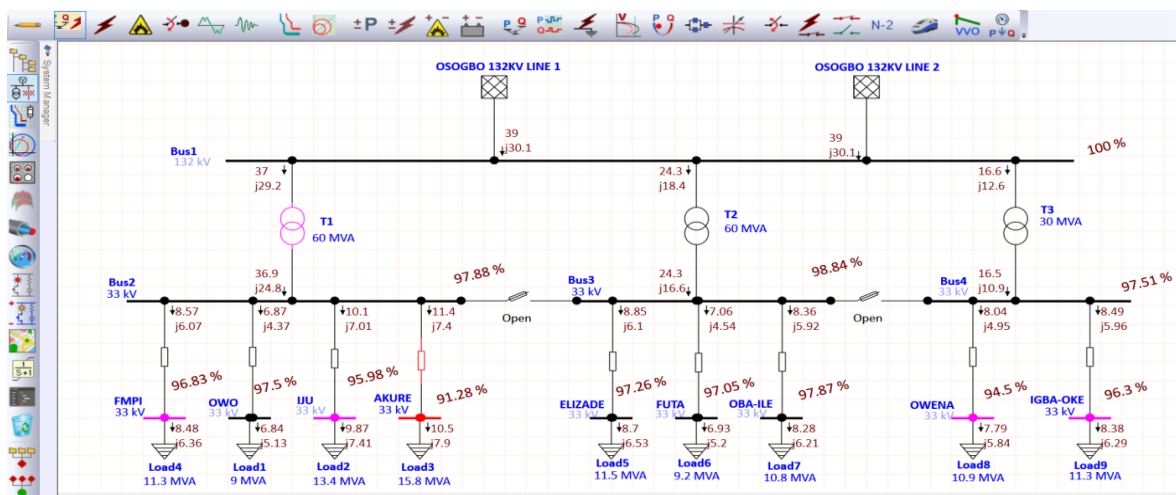 ±P
N-2
VVO
P Q
System Manager
OSOGBO 132KV LINE 1
OSOGBO 132KV LINE 2
39
j30.1
39
j30.1
Bus1
132 kV
100 %
37
j29.2
24.3
j18.4
16.6
j12.6
T1
60 MVA
T2
60 MVA
T3
30 MVA
36.9
j24.8
97.88 %
24.3
j16.6
98.84 %
16.5
j10.9
97.51 %
Bus2
33 kV
Bus3
33 kV
Bus4
33 kV
Open
Open
8.57
j6.07
6.87
j4.37
10.1
j7.01
11.4
j7.4
8.85
j6.1
7.06
j4.54
8.36
j5.92
8.04
j4.95
8.49
j5.96
96.83 %
97.5 %
95.98 %
91.28 %
97.26 %
97.05 %
97.87 %
94.5 %
96.3 %
FMPI
33 kV
OWO
33 kV
IJU
33 kV
AKURE
33 kV
ELIZADE
33 kV
FUTA
33 kV
OBA-ILE
33 kV
OWENA
33 kV
IGBA-OKE
33 kV
8.48
j6.36
6.84
j5.13
9.87
j7.41
10.5
j7.9
8.7
j6.53
6.93
j5.2
8.28
j6.21
7.79
j5.84
8.38
j6.29
Load4
11.3 MVA
Load1
9 MVA
Load2
13.4 MVA
Load3
15.8 MVA
Load5
11.5 MVA
Load6
9.2 MVA
Load7
10.8 MVA
Load8
10.9 MVA
Load9
11.3 MVA